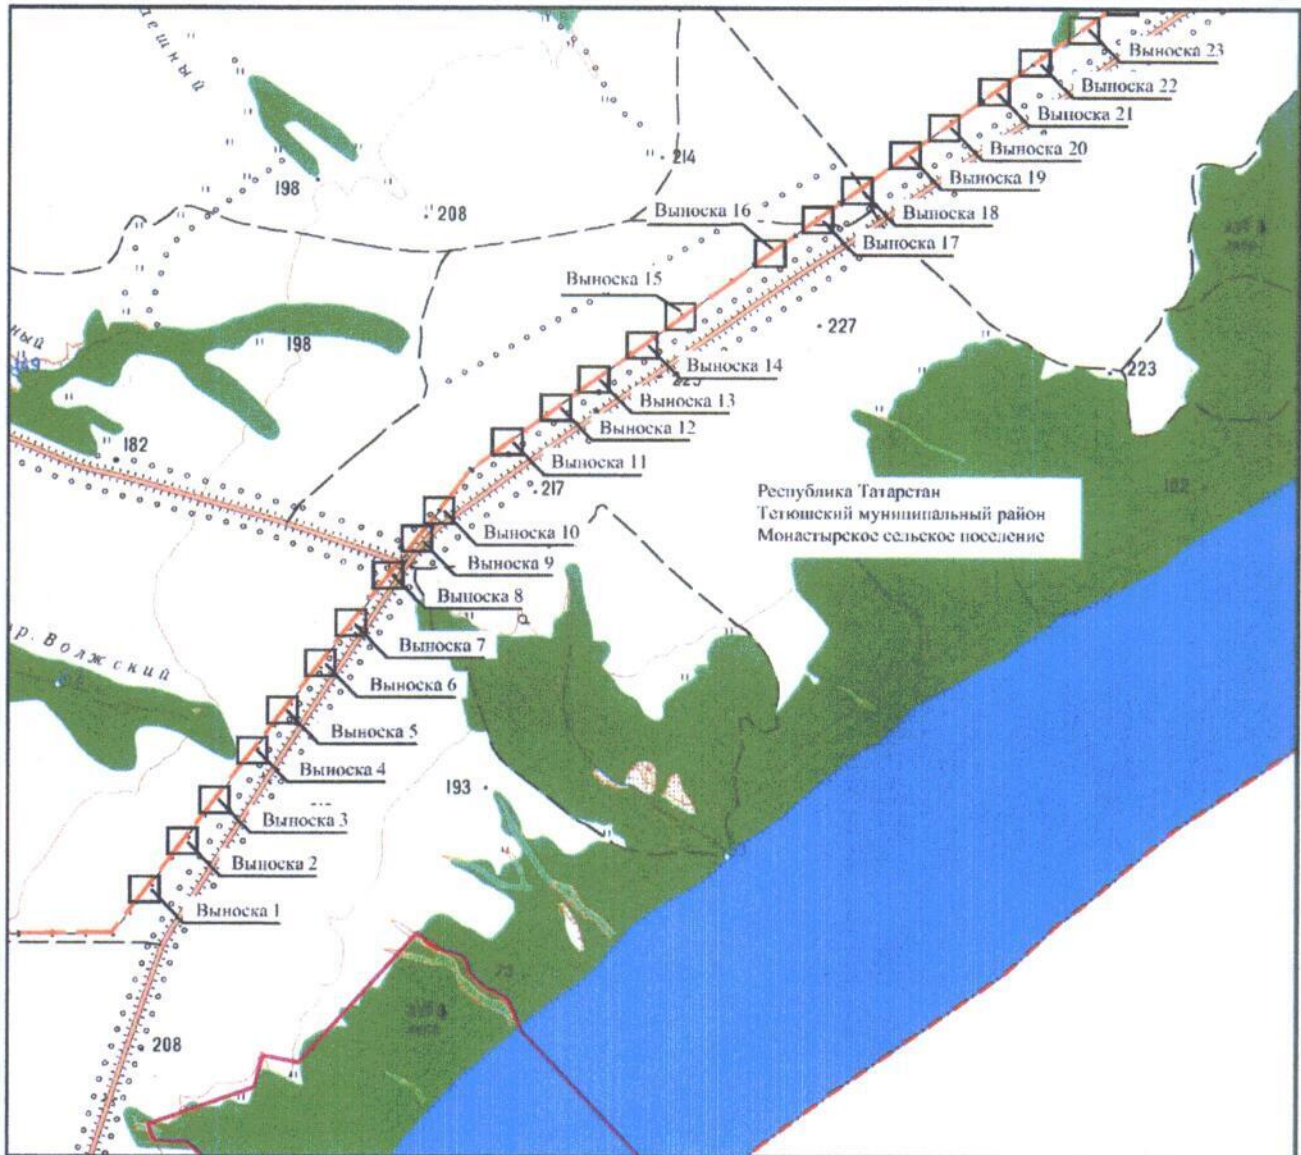 Выноска 23
Выноска 22
Выноска 21
Выноска 20
Выноска 19
Выноска 18
Выноска 17
Выноска 16
Выноска 15
Выноска 14
Выноска 13
Выноска 12
Выноска 11
Выноска 10
Выноска 9
Выноска 8
Выноска 7
Выноска 6
Выноска 5
Выноска 4
Выноска 3
Выноска 2
Выноска 1
214
198
208
198
227
223
182
217
Республика Татарстан
Тетюшский муниципальный район
Монастырское сельское поселение
182
р. Волжский
193
73
208